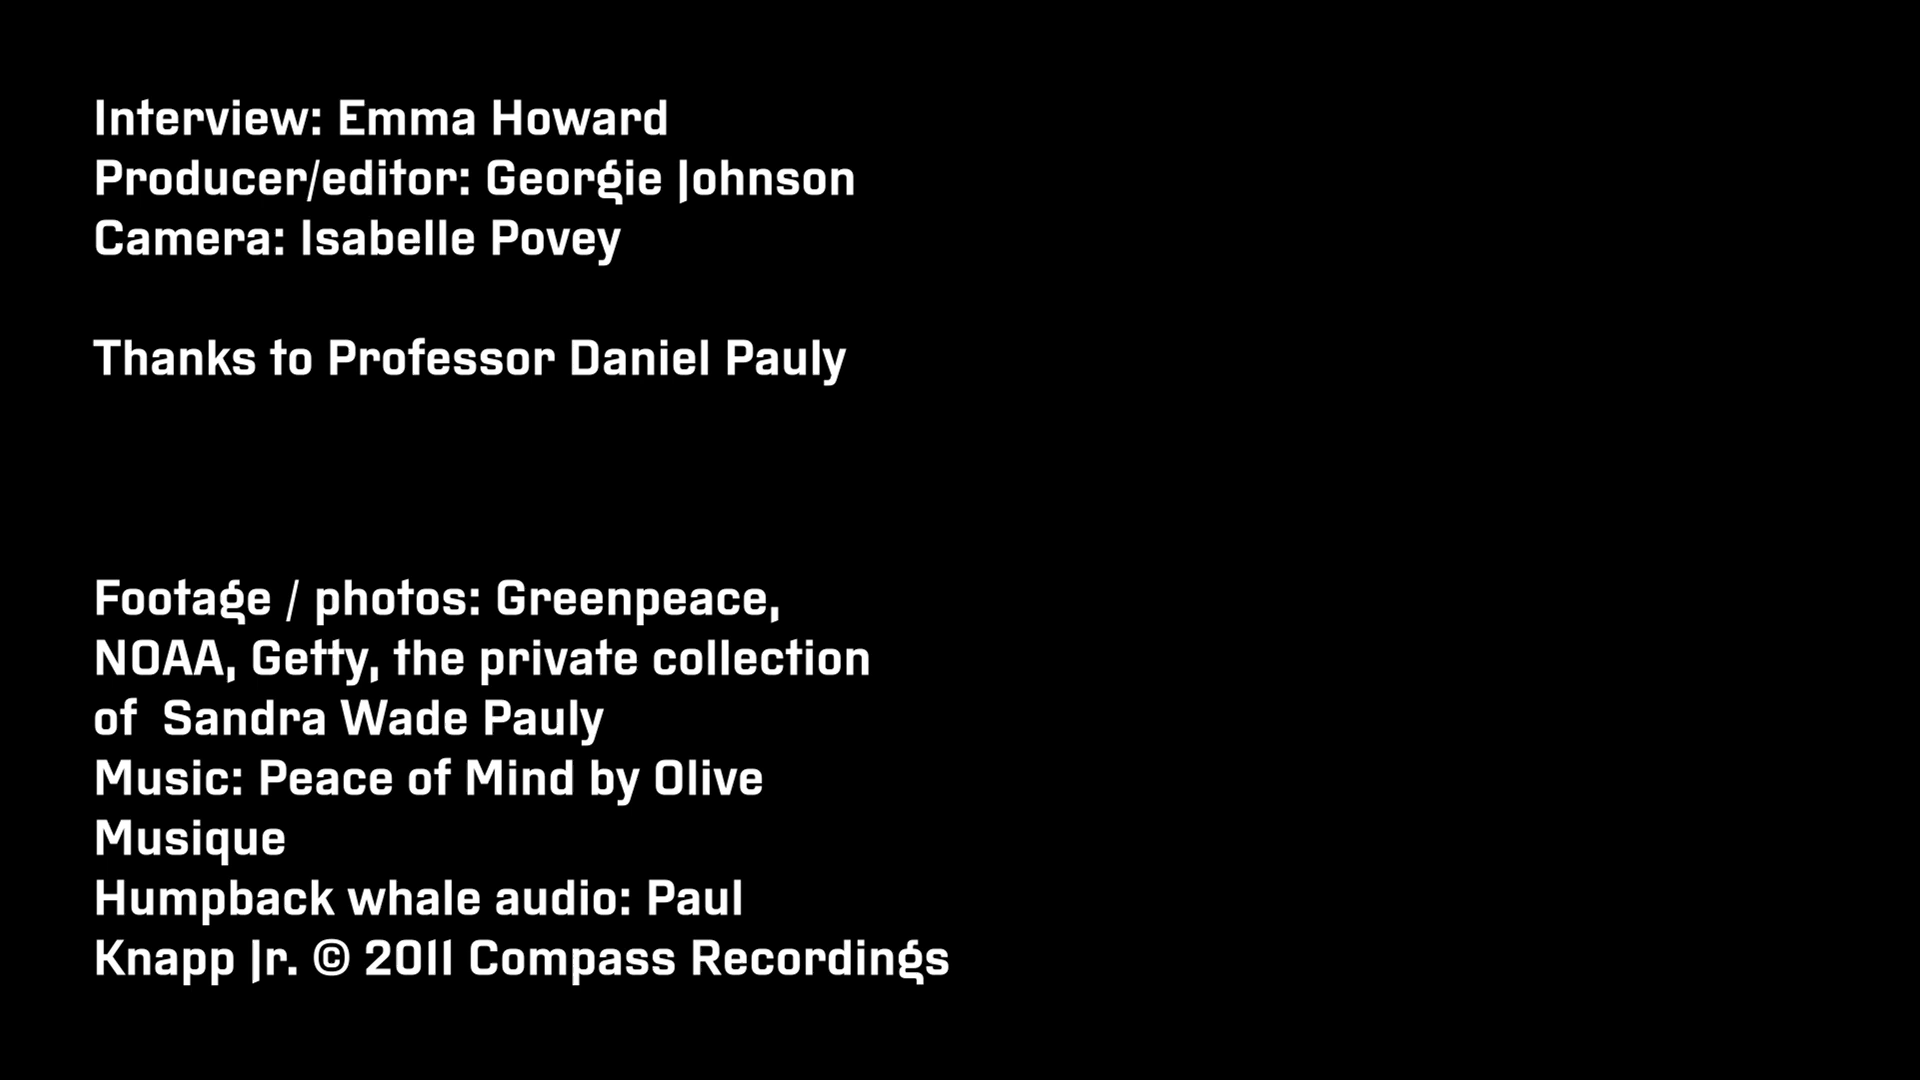 Interview: Emma Howard
Producer/editor: Georgie Johnson
Camera: Isabelle Povey
Thanks to Professor Daniel Pauly
Footage / photos: Greenpeace,
NOAA, Getty, the private collection
of  Sandra Wade Pauly
Music: Peace of Mind by Olive
Musique
Humpback whale audio: Paul
Knapp Jr. © 2011 Compass Recordings